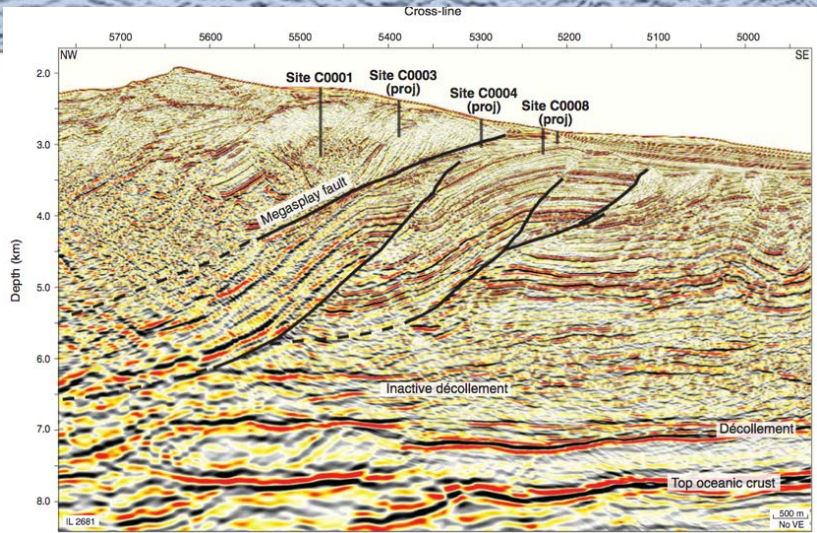 Cross-line
5700 5600 5500 5400 5300 5200 5100 5000
NW SE
Site C0001
Site C0003
(proj)
Site C0004
(proj)
Site C0008
(proj)
2.0
3.0
4.0
5.0
6.0
7.0
8.0
Depth (km)
Megasplay fault
Inactive décollement
Décollement
Top oceanic crust
IL 2681
500 m
No VE